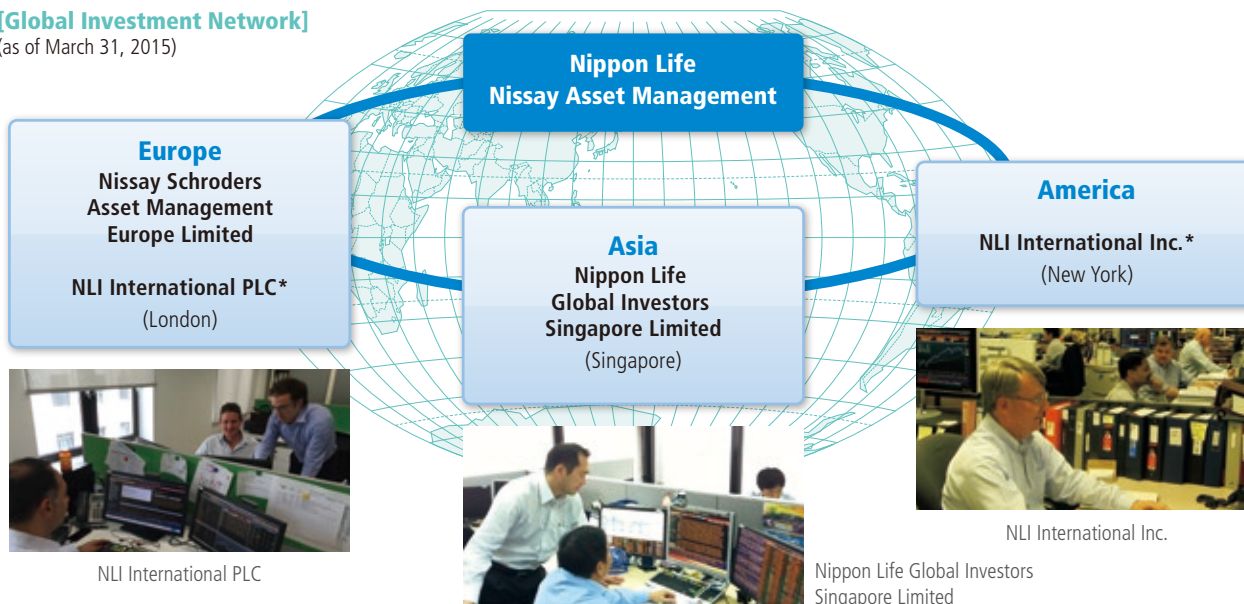 [Global Investment Network]
(as of March 31, 2015)
Nippon Life
Nissay Asset Management
Europe
Nissay Schroders
Asset Management
Europe Limited
NLI International PLC*
(London)
Asia
Nippon Life
Global Investors
Singapore Limited
(Singapore)
America
NLI International Inc.*
(New York)
NLI International PLC
NLI International Inc.
Nippon Life Global Investors
Singapore Limited